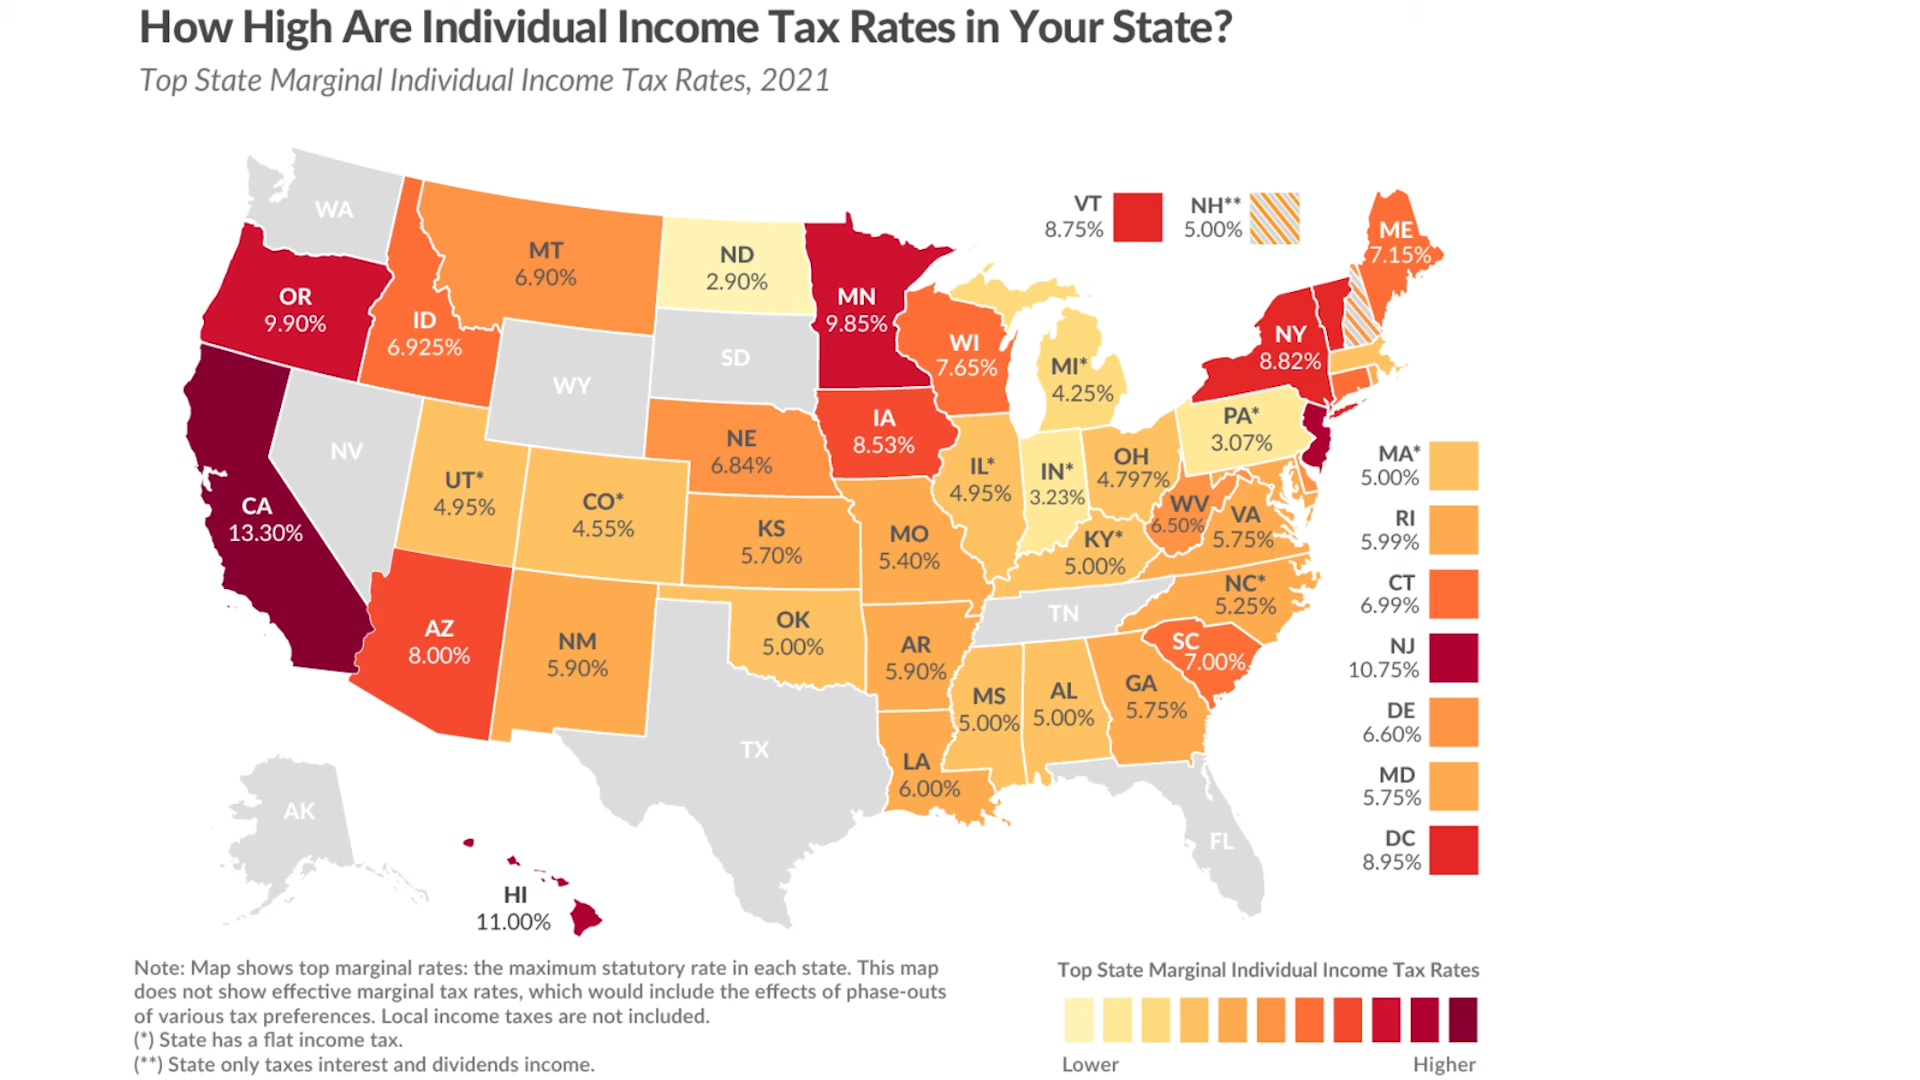 How High Are Individual Income Tax Rates in Your State?
Top State Marginal Individual Income Tax Rates, 2021
WA
MT
6.90%
ND
2.90%
VT
8.75%
NH**
5.00%
ME
7.15%
OR
9.90%
ID
6.925%
MN
9.85%
WI
7.65%
NY
8.82%
SD
WY
MI*
4.25%
NV
NE
6.84%
IA
8.53%
PA*
3.07%
CA
13.30%
UT*
4.95%
CO*
4.55%
KS
5.70%
MO
5.40%
IL*
4.95%
IN*
3.23%
OH
4.797%
WV
6.50%
VA
5.75%
KY*
5.00%
NC*
5.25%
TN
AZ
8.00%
NM
5.90%
OK
5.00%
AR
5.90%
SC
7.00%
MS
5.00%
AL
5.00%
GA
5.75%
TX
LA
6.00%
FL
AK
HI
11.00%
MA*
5.00%
RI
5.99%
CT
6.99%
NJ
10.75%
DE
6.60%
MD
5.75%
DC
8.95%
Note: Map shows top marginal rates: the maximum statutory rate in each state. This map
does not show effective marginal tax rates, which would include the effects of phase-outs
of various tax preferences. Local income taxes are not included.
(*) State has a flat income tax.
(**) State only taxes interest and dividends income.
Top State Marginal Individual Income Tax Rates
Lower
Higher